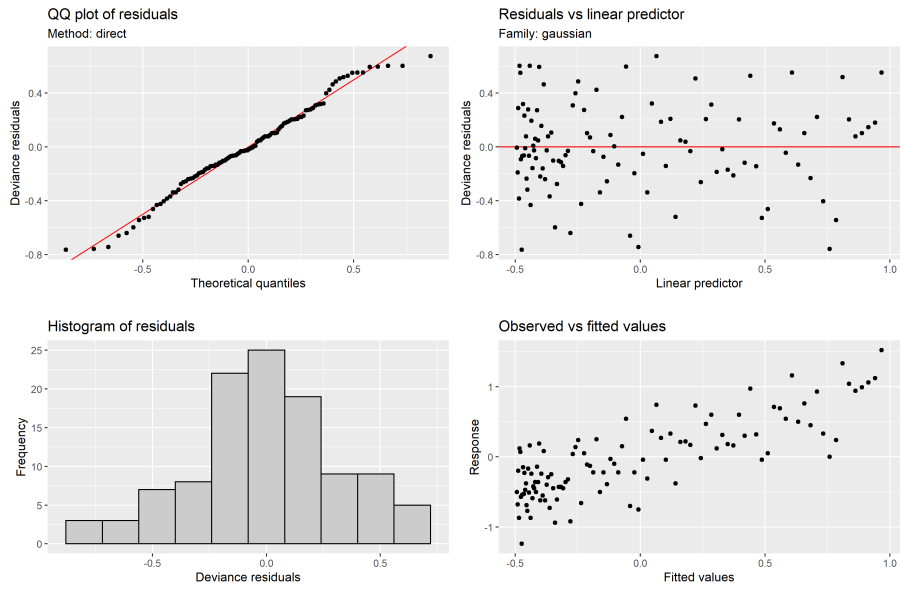 QQ plot of residuals
Method: direct
Deviance residuals
0.4
0.0
-0.4
-0.8
-0.5
0.0
0.5
Theoretical quantiles
Residuals vs linear predictor
Family: gaussian
Deviance residuals
0.4
0.0
-0.4
-0.8
-0.5
0.0
0.5
1.0
Linear predictor
Histogram of residuals
Frequency
25
20
15
10
5
0
-0.5
0.0
0.5
Deviance residuals
Observed vs fitted values
Response
1
0
-1
-0.5
0.0
0.5
1.0
Fitted values